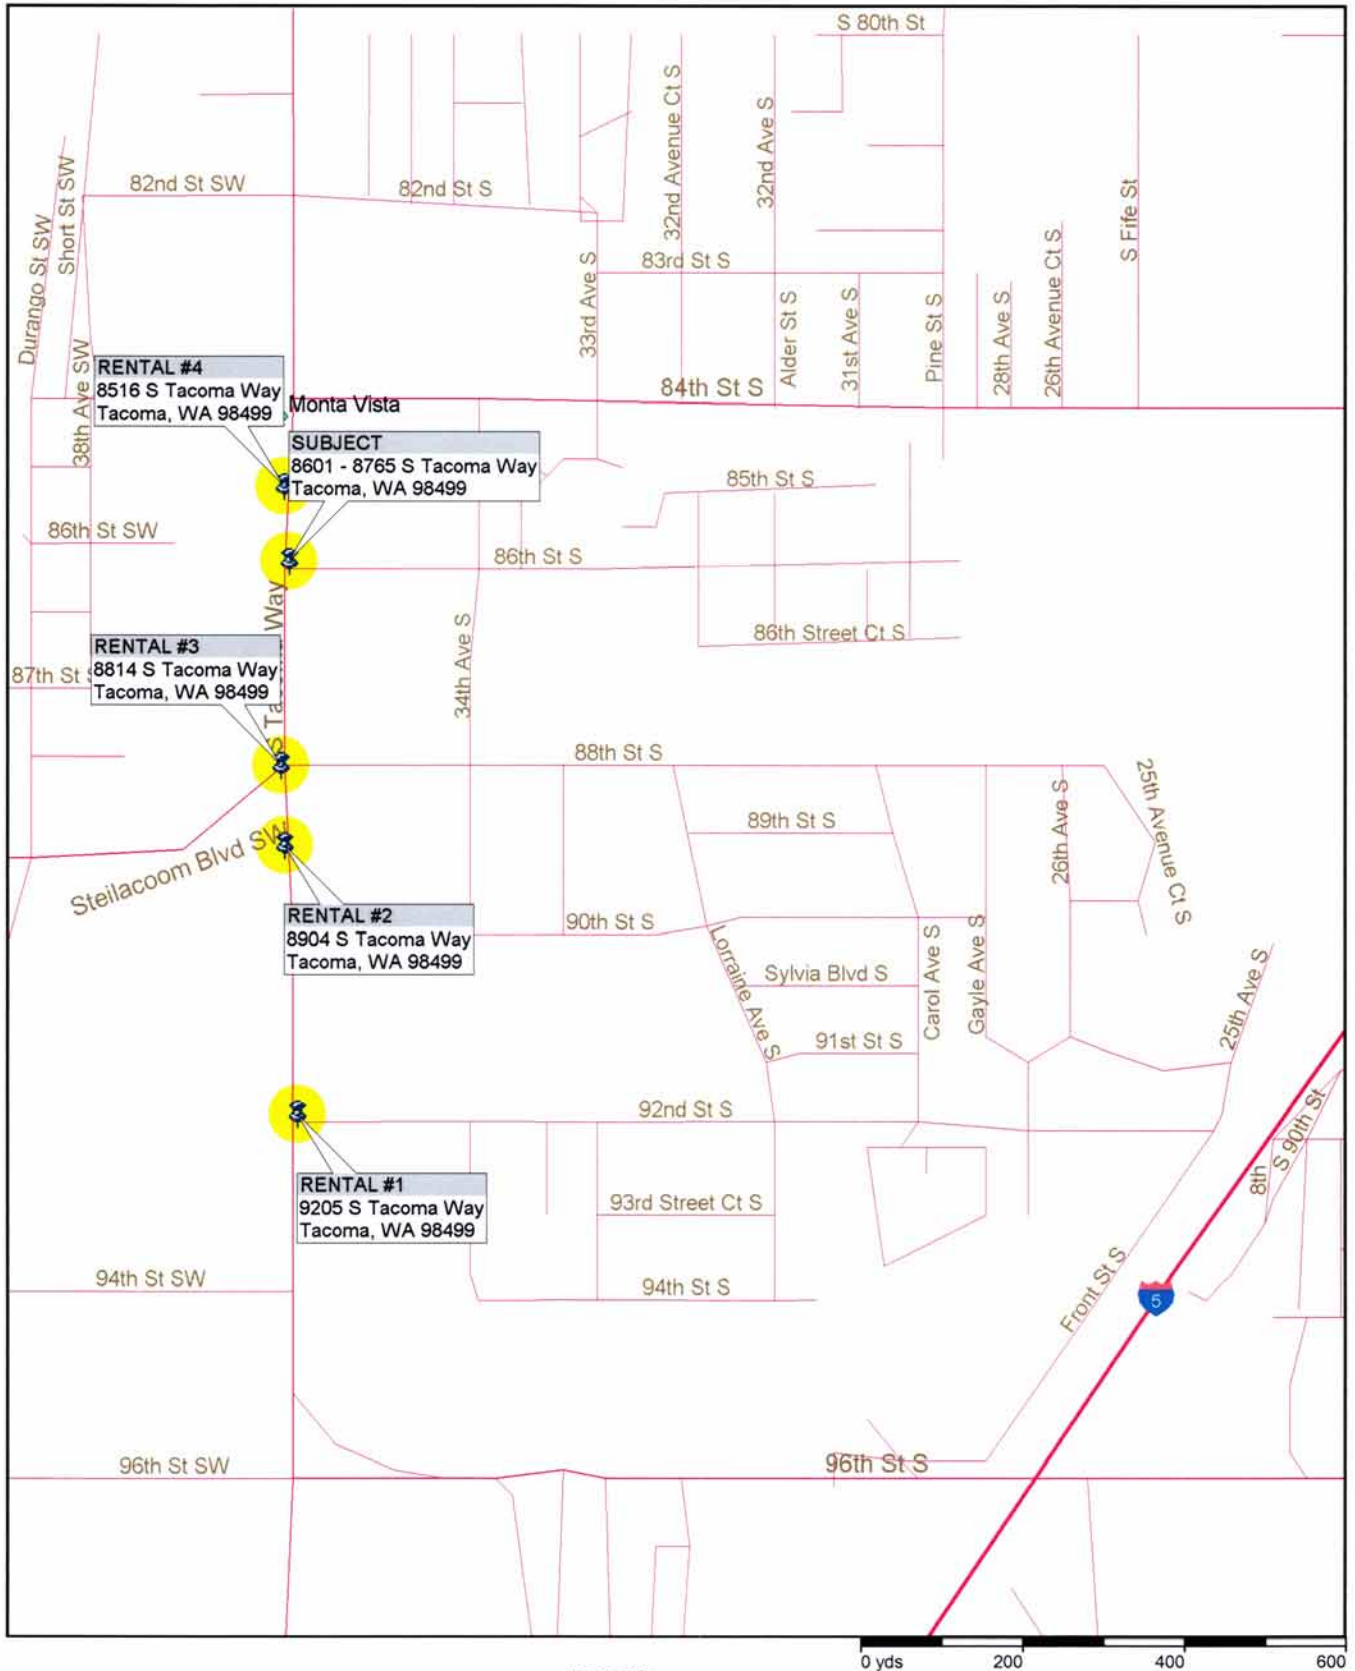 S 80th St
32nd Avenue Ct S
32nd Ave S
82nd St SW
82nd St S
Short St SW
Durango St SW
S Fife St
26th Avenue Ct S
83rd St S
33rd Ave S
Alder St S
31st Ave S
Pine St S
28th Ave S
38th Ave SW
84th St S
RENTAL #4
8516 S Tacoma Way
Tacoma, WA 98499
Monta Vista
SUBJECT
8601 - 8765 S Tacoma Way
Tacoma, WA 98499
85th St S
86th St SW
86th St S
86th Street Ct S
34th Ave S
RENTAL #3
8814 S Tacoma Way
Tacoma, WA 98499
87th St S
S Ta Way
88th St S
89th St S
26th Ave S
25th Avenue Ct S
Steilacoom Blvd SW
RENTAL #2
8904 S Tacoma Way
Tacoma, WA 98499
90th St S
Lorraine Ave S
Sylvia Blvd S
Carol Ave S
Gayle Ave S
25th Ave S
91st St S
92nd St S
8th
S 90th St
RENTAL #1
9205 S Tacoma Way
Tacoma, WA 98499
93rd Street Ct S
94th St SW
94th St S
Front St S
5
96th St SW
96th St S
0 yds 200 400 600